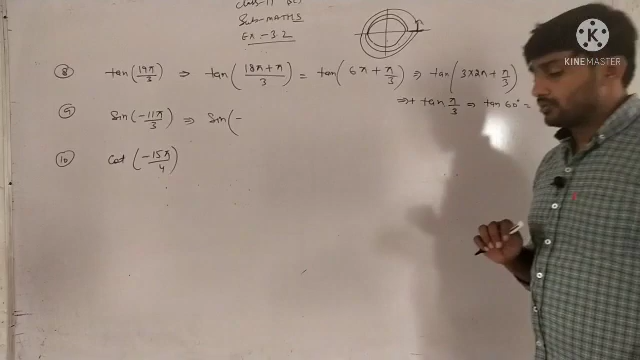 Class-11
Sub-MATHS
Ex-3.2
KINEMASTER
⑧ tan(19π/3) ⇒ tan(18π+π/3) = tan(6π+π/3) ⇒ tan(3×2π+π/3)
⇒ + tan π/3 ⇒ tan 60° =
⑨ Sin(-11π/3) ⇒ Sin(-
⑩ Cot(-15π/4)